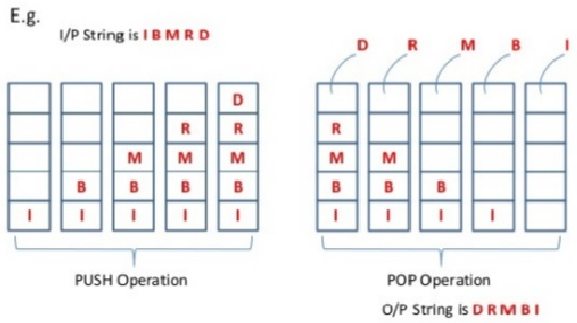 E.g.
I/P String is I B M R D
D R M B I
D
R R R
M M M M M
B B B B B B B
I I I I I I I I I
PUSH Operation POP Operation
O/P String is D R M B I